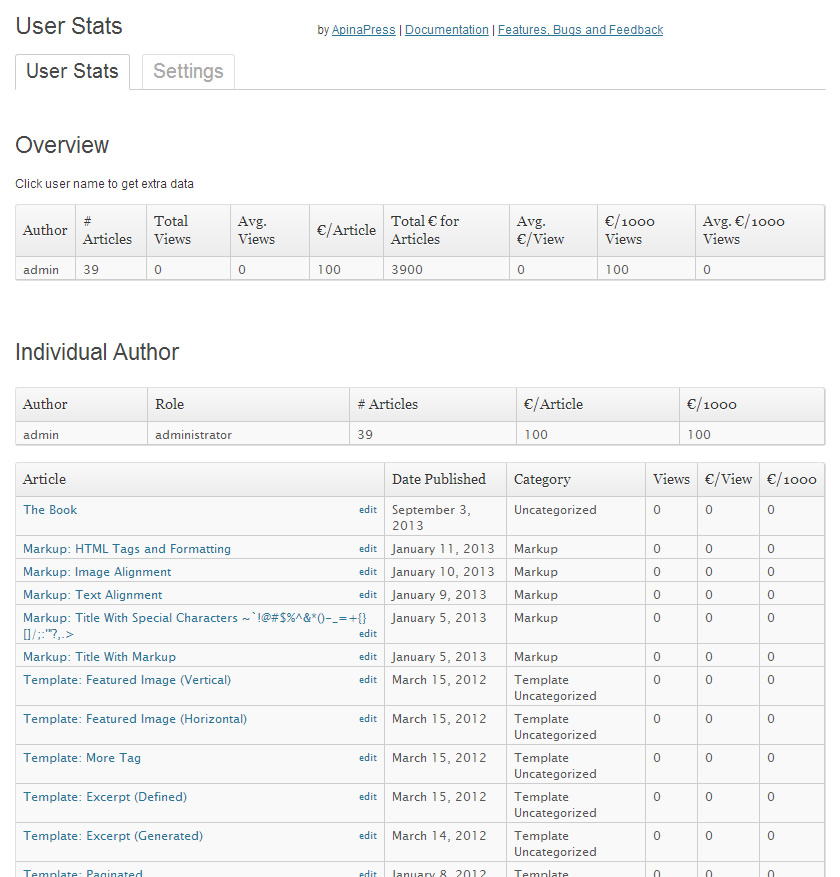 User Stats
by ApinaPress | Documentation | Features, Bugs and Feedback
User Stats Settings
Overview
Click user name to get extra data
Author # Articles Total Views Avg. Views €/Article Total € for Articles Avg. €/View €/1000 Views Avg. €/1000 Views
admin 39 0 0 100 3900 0 100 0
Individual Author
Author Role # Articles €/Article €/1000
admin administrator 39 100 100
Article Date Published Category Views €/View €/1000
The Book edit September 3, 2013 Uncategorized 0 0 0
Markup: HTML Tags and Formatting edit January 11, 2013 Markup 0 0 0
Markup: Image Alignment edit January 10, 2013 Markup 0 0 0
Markup: Text Alignment edit January 9, 2013 Markup 0 0 0
Markup: Title With Special Characters ~`!@#$%^&*()-_=+{}
[]/;:'"?,.> edit January 5, 2013 Markup 0 0 0
Markup: Title With Markup edit January 5, 2013 Markup 0 0 0
Template: Featured Image (Vertical) edit March 15, 2012 Template Uncategorized 0 0 0
Template: Featured Image (Horizontal) edit March 15, 2012 Template Uncategorized 0 0 0
Template: More Tag edit March 15, 2012 Template Uncategorized 0 0 0
Template: Excerpt (Defined) edit March 15, 2012 Template Uncategorized 0 0 0
Template: Excerpt (Generated) edit March 14, 2012 Template Uncategorized 0 0 0
Template: Paginated edit January 8, 2012 Template 0 0 0